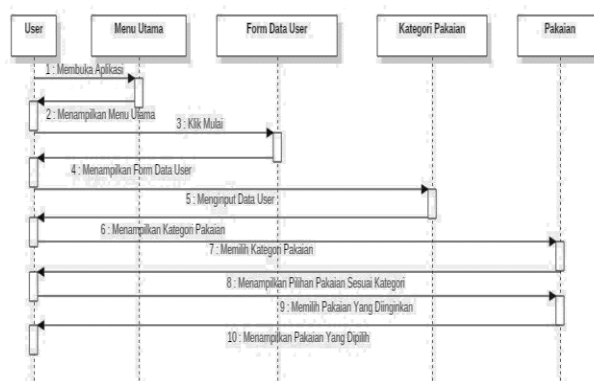 User
Menu Utama
Form Data User
Kategori Pakaian
Pakaian
1 : Membuka Aplikasi
2 : Menampilkan Menu Utama
3 : Klik Mulai
4 : Menampilkan Form Data User
5 : Menginput Data User
6 : Menampilkan Kategori Pakaian
7 : Memilih Kategori Pakaian
8 : Menampilkan Pilihan Pakaian Sesuai Kategori
9 : Memilih Pakaian Yang Diinginkan
10 : Menampilkan Pakaian Yang Dipilih